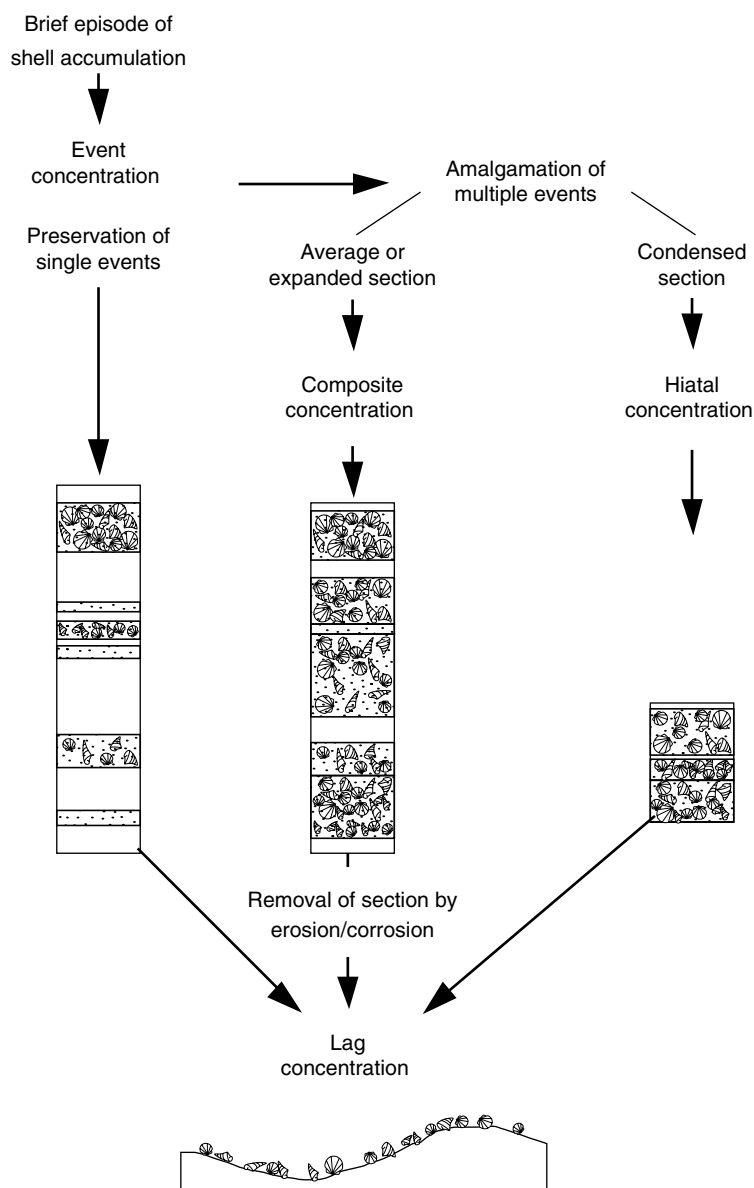 Brief episode of
shell accumulation
Event
concentration
Amalgamation of
multiple events
Preservation of
single events
Average or
expanded section
Condensed
section
Composite
concentration
Hiatal
concentration
Removal of section by
erosion/corrosion
Lag
concentration